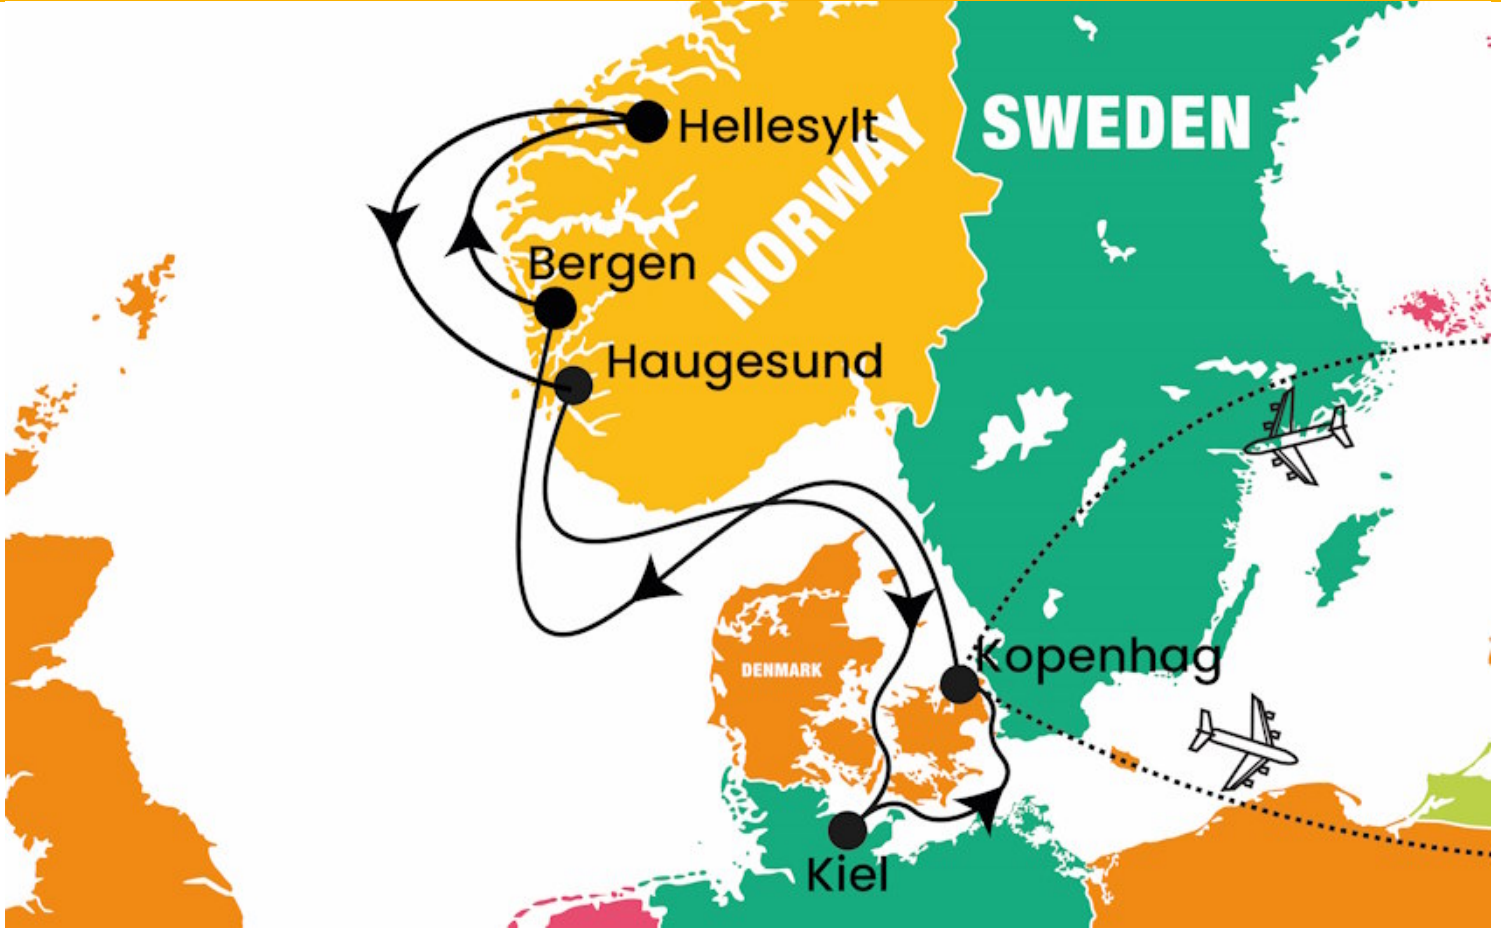 SWEDEN
Hellesylt
NORWAY
Bergen
Haugesund
Kopenhag
DENMARK
Kiel